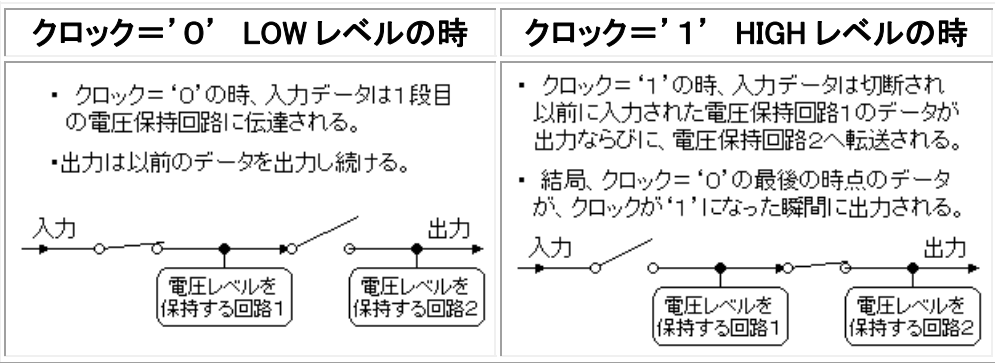 クロック=’0’ LOWレベルの時
・ クロック=‘0’の時、入力データは1段目
の電圧保持回路に伝達される。
・出力は以前のデータを出力し続ける。
入力
出力
電圧レベルを
保持する回路1
電圧レベルを
保持する回路2
クロック=’1’ HIGHレベルの時
・ クロック=‘1’の時、入力データは切断され
以前に入力された電圧保持回路1のデータが
出力ならびに、電圧保持回路2へ転送される。
・ 結局、クロック=‘0’の最後の時点のデータ
が、クロックが‘1’になった瞬間に出力される。
入力
出力
電圧レベルを
保持する回路1
電圧レベルを
保持する回路2